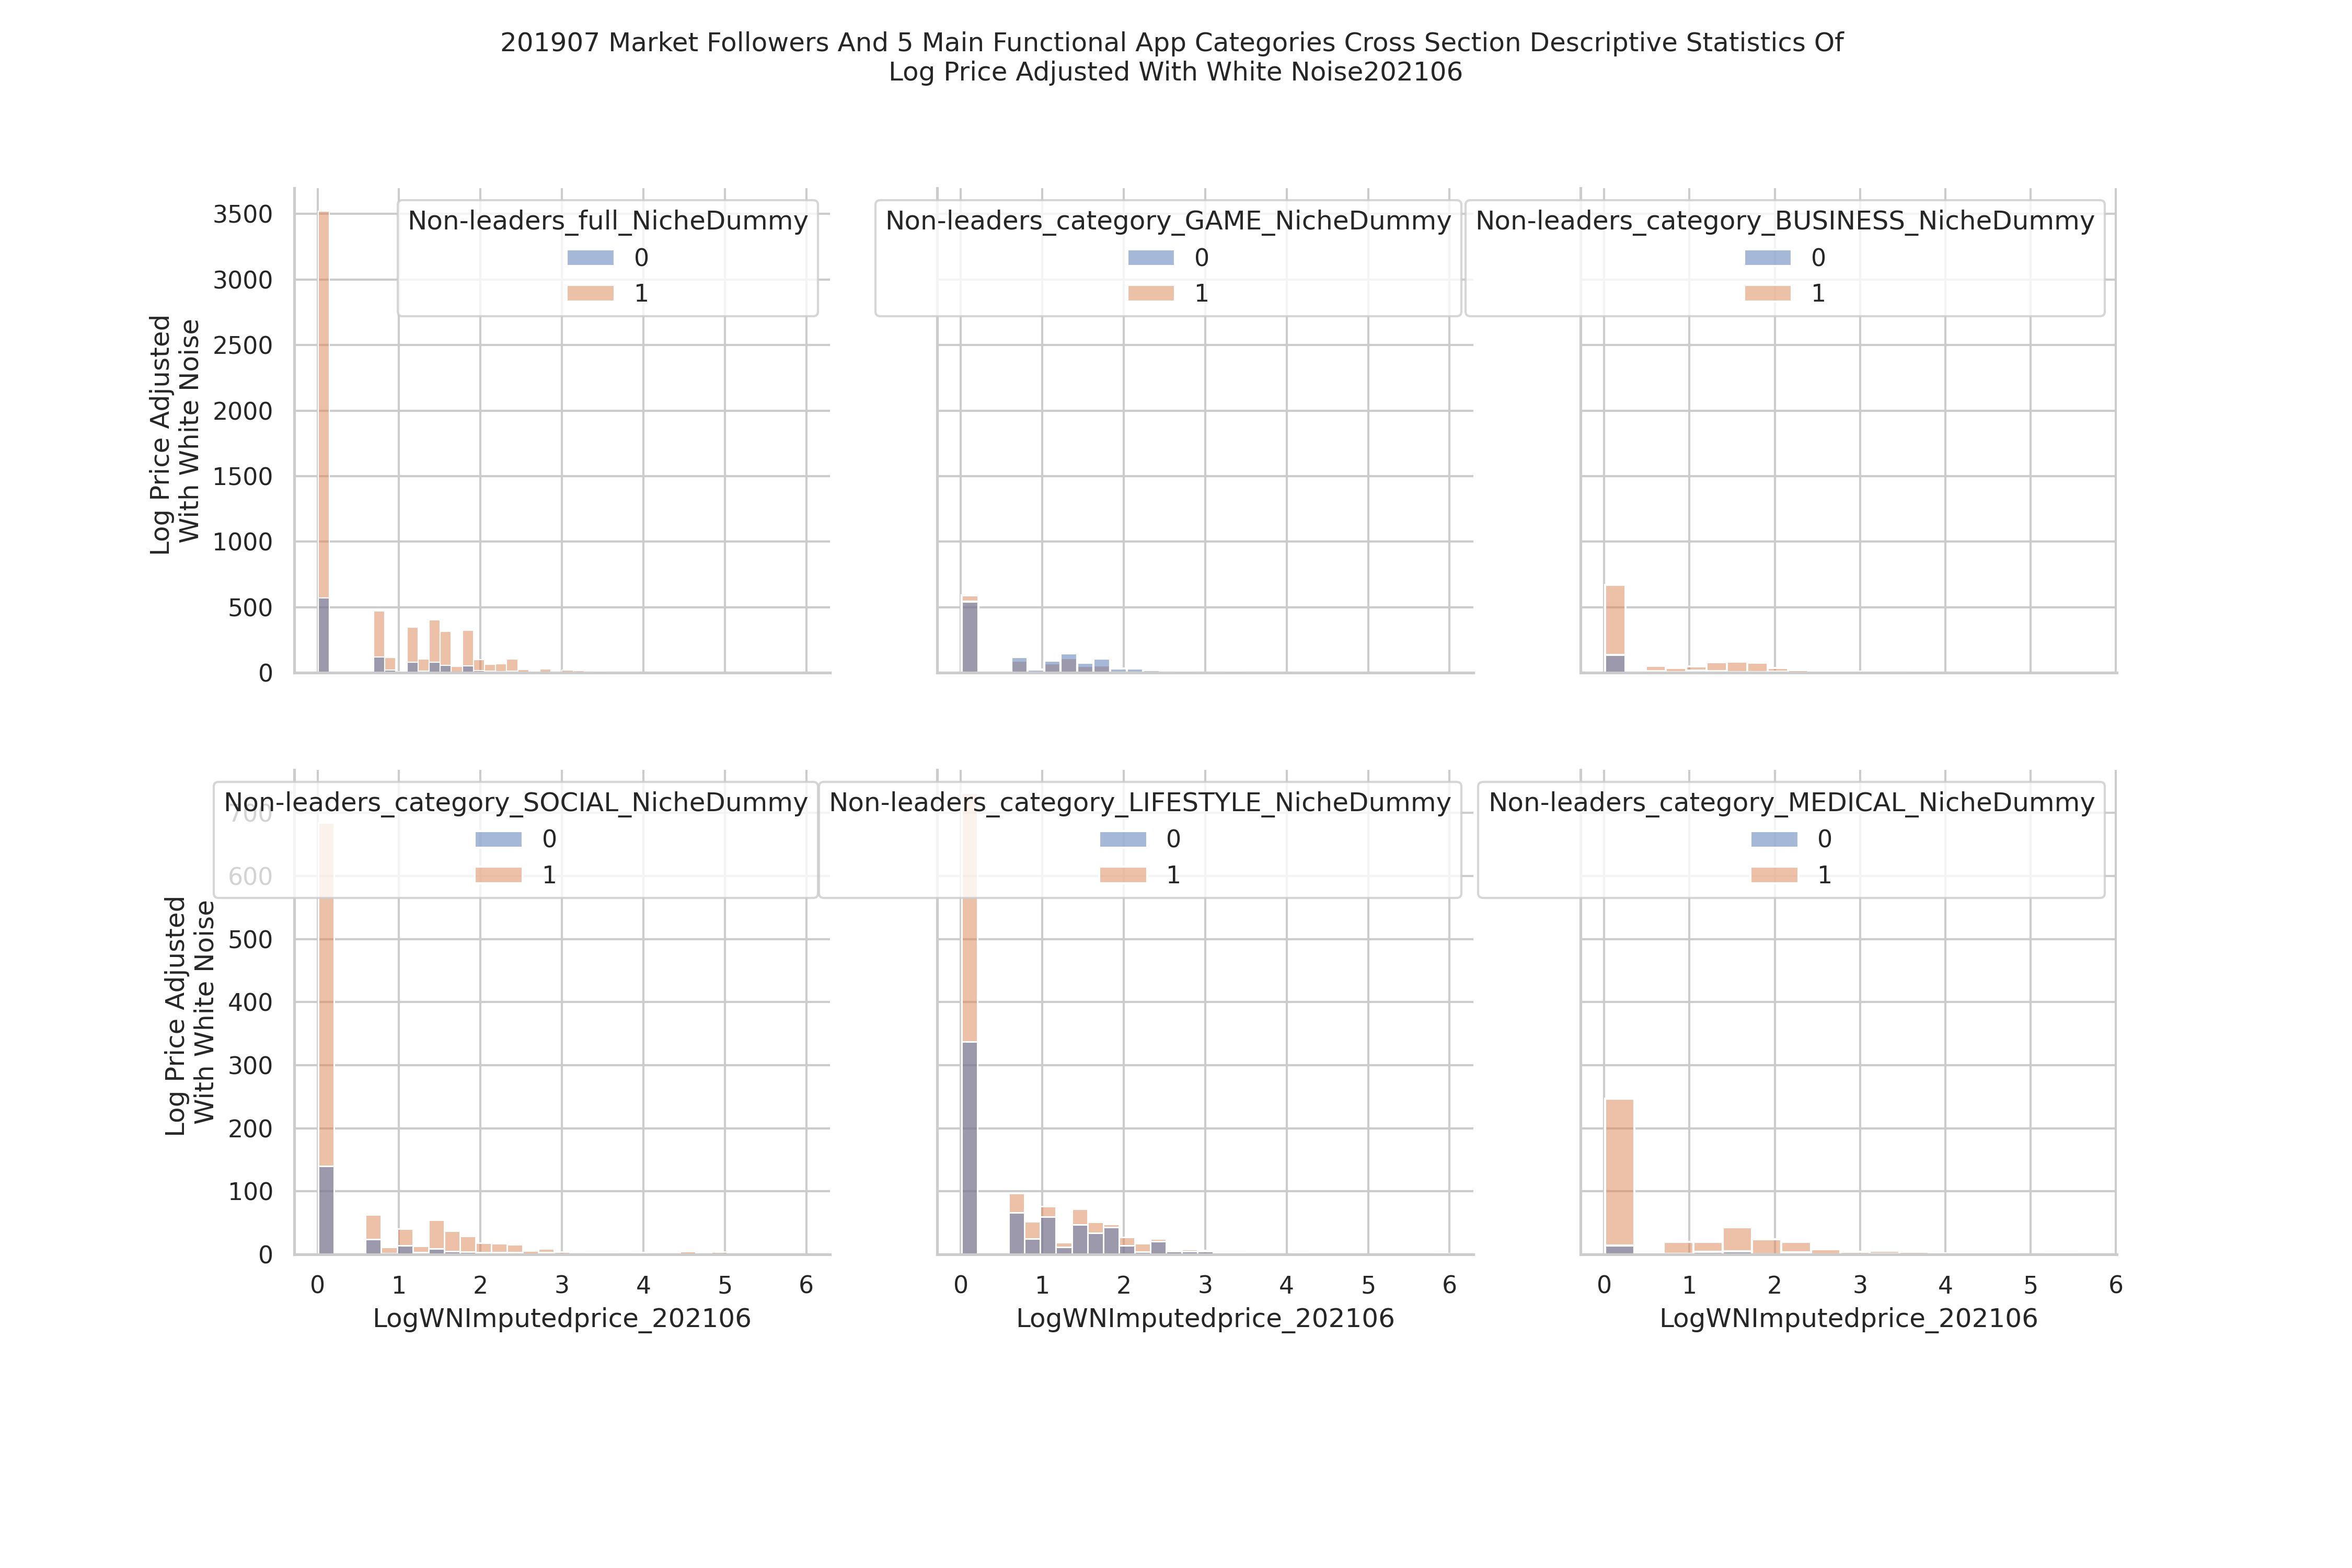 201907 Market Followers And 5 Main Functional App Categories Cross Section Descriptive Statistics Of
Log Price Adjusted With White Noise202106
Log Price Adjusted
With White Noise
3500
3000
2500
2000
1500
1000
500
0
Non-leaders_full_NicheDummy
0
1
Non-leaders_category_GAME_NicheDummy
0
1
Non-leaders_category_BUSINESS_NicheDummy
0
1
Log Price Adjusted
With White Noise
700
600
500
400
300
200
100
0
Non-leaders_category_SOCIAL_NicheDummy
0
1
Non-leaders_category_LIFESTYLE_NicheDummy
0
1
Non-leaders_category_MEDICAL_NicheDummy
0
1
0 1 2 3 4 5 6
LogWNImputedprice_202106
0 1 2 3 4 5 6
LogWNImputedprice_202106
0 1 2 3 4 5 6
LogWNImputedprice_202106